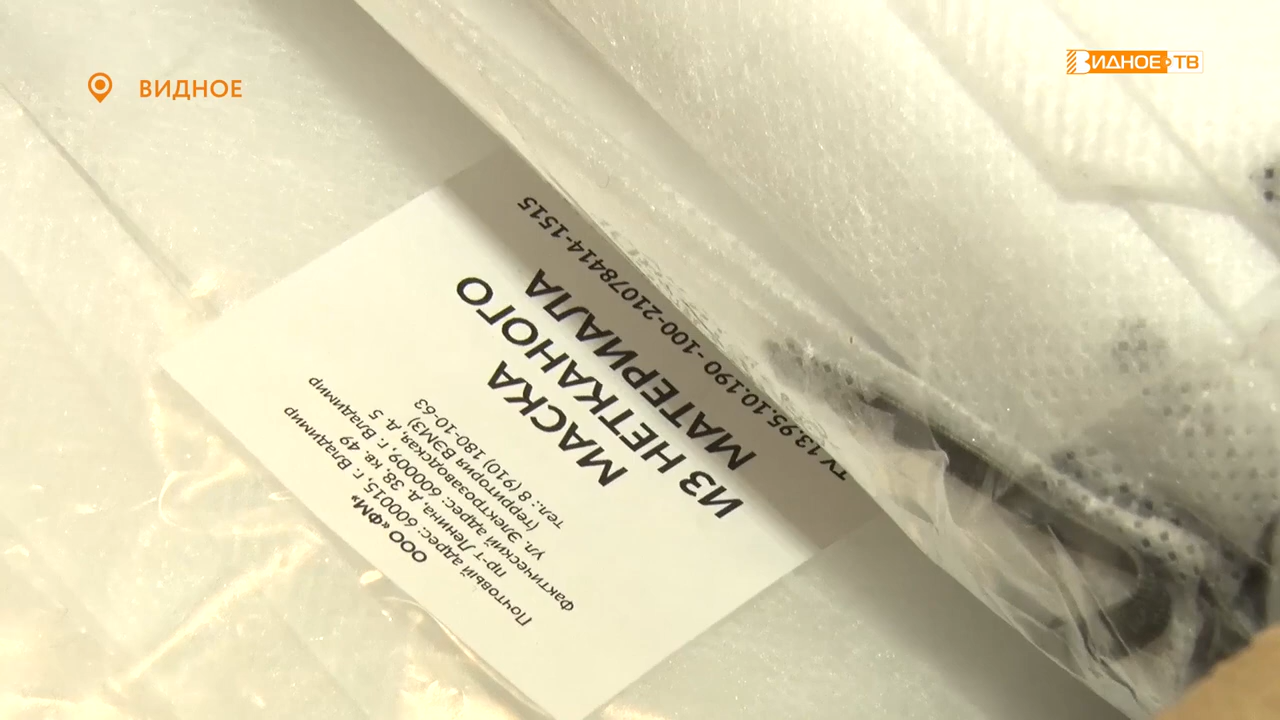 ВИДНОЕ
ВИДНОЕ ТВ
МАСКА
ИЗ НЕТКАНОГО
МАТЕРИАЛА
ТУ 13.95.10.190 -100-21078414-1515
ООО «ФМ»
Почтовый адрес: 600015, г. Владимир
пр-т Ленина, д. 38, кв. 49
Фактический адрес: 600009, г. Владимир
ул. Электрозаводская, д. 5
(территория ВЭМЗ)
тел.: 8 (910) 180-10-63